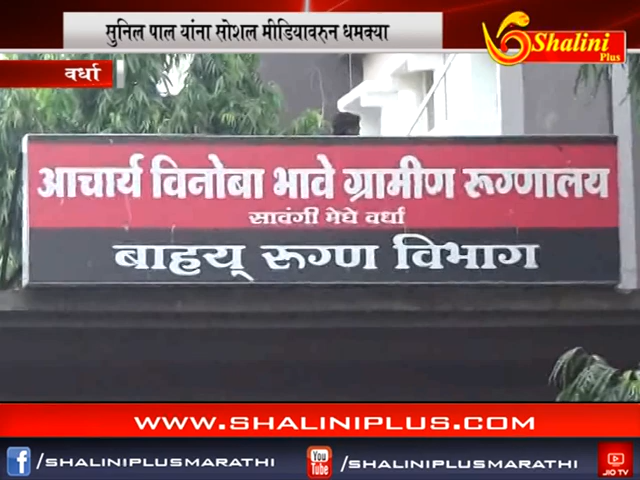 सुनिल पाल यांना सोशल मीडियावरुन धमक्या
Shalini
Plus
वर्धा
आचार्य विनोबा भावे ग्रामीण रूग्णालय
सावंगी मेघे वर्धा
बाहय् रूग्ण विभाग
WWW.SHALINIPLUS.COM
/SHALINIPLUSMARATHI
You Tube
/SHALINIPLUSMARATHI
JIO TV